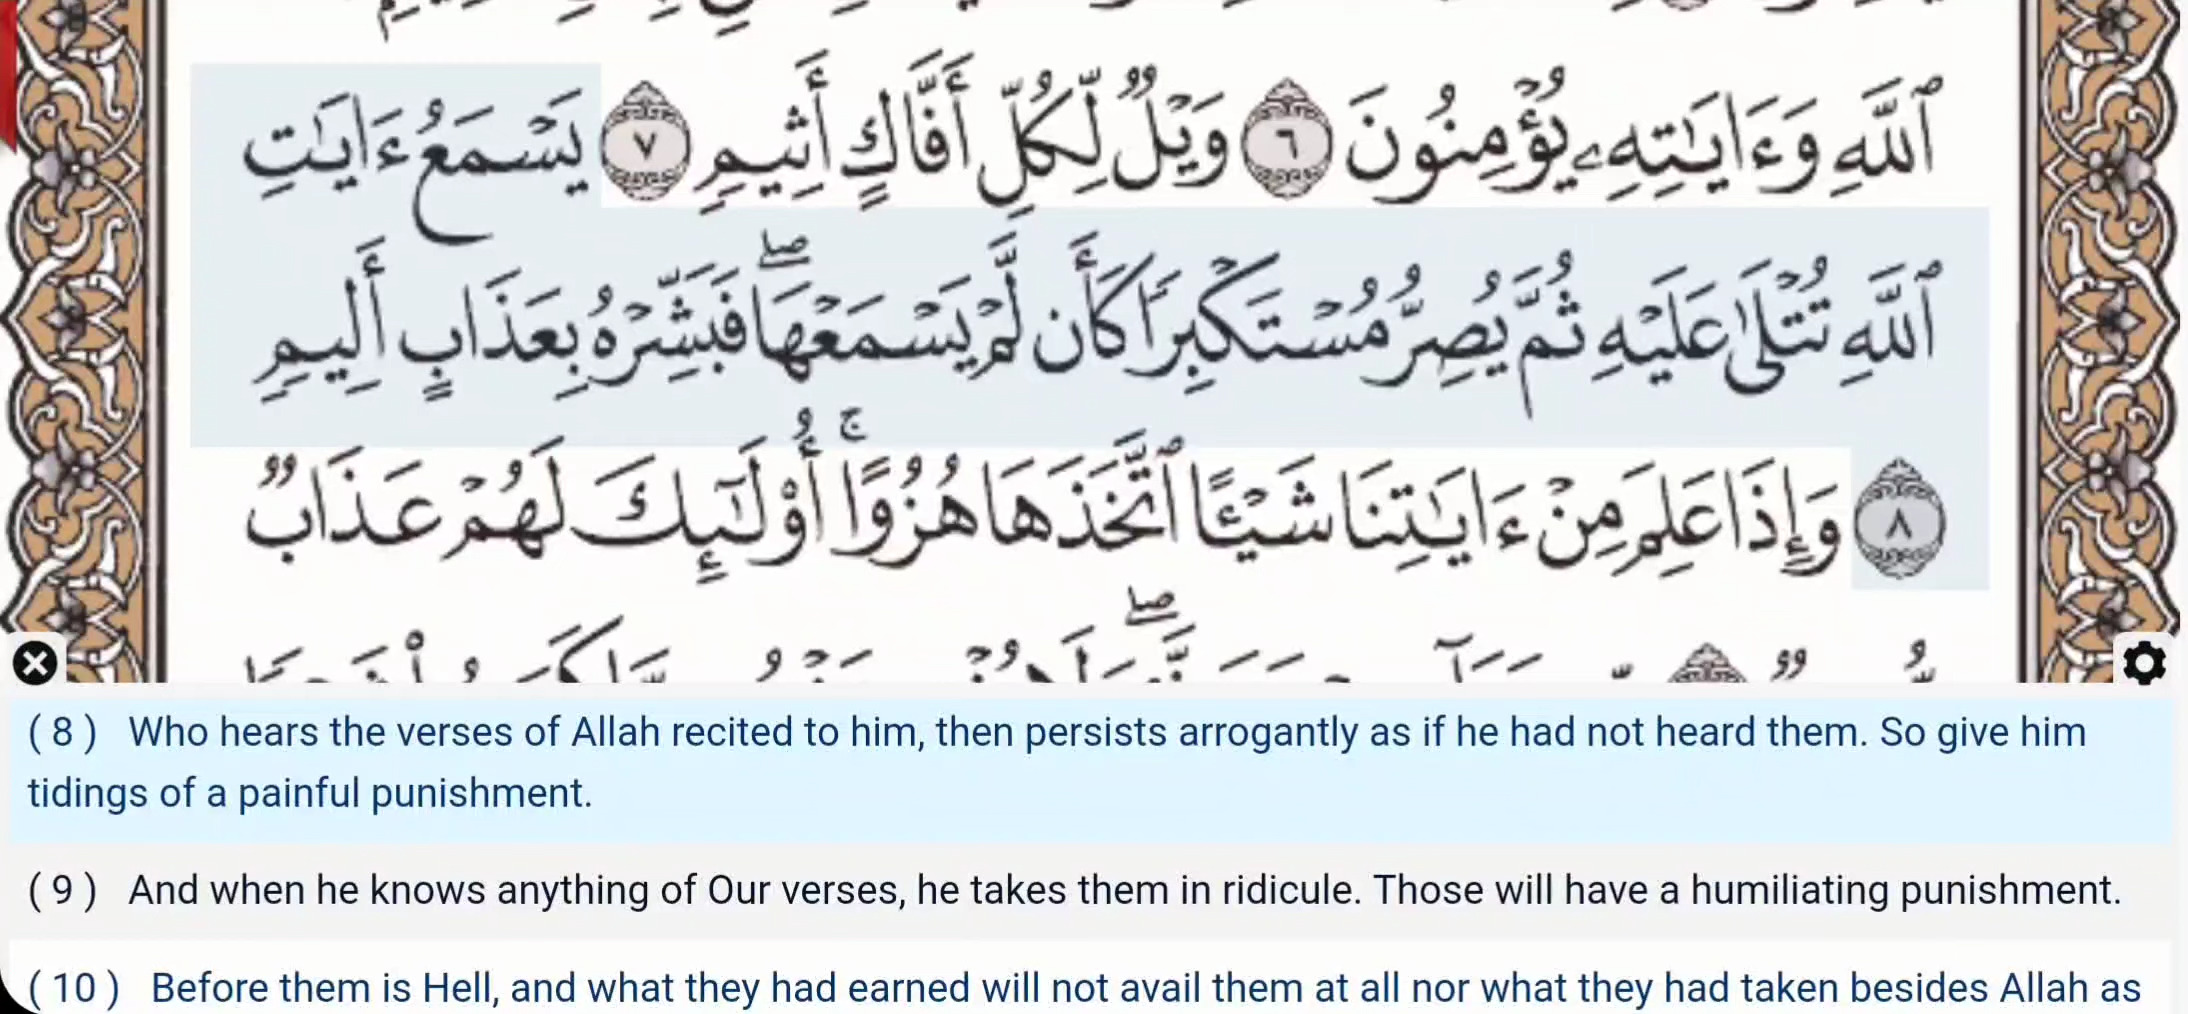 ٱللَّهِ وَءَايَٰتِهِۦ يُؤْمِنُونَ ٦ وَيْلٌ لِّكُلِّ أَفَّاكٍ أَثِيمٍ ٧ يَسْمَعُ ءَايَٰتِ
ٱللَّهِ تُتْلَىٰ عَلَيْهِ ثُمَّ يُصِرُّ مُسْتَكْبِرًا كَأَن لَّمْ يَسْمَعْهَا ۖ فَبَشِّرْهُ بِعَذَابٍ أَلِيمٍ
٨ وَإِذَا عَلِمَ مِنْ ءَايَٰتِنَا شَيْـًٔا ٱتَّخَذَهَا هُزُوًا ۚ أُو۟لَٰٓئِكَ لَهُمْ عَذَابٌ
( 8 ) Who hears the verses of Allah recited to him, then persists arrogantly as if he had not heard them. So give him
tidings of a painful punishment.
( 9 ) And when he knows anything of Our verses, he takes them in ridicule. Those will have a humiliating punishment.
( 10 ) Before them is Hell, and what they had earned will not avail them at all nor what they had taken besides Allah as